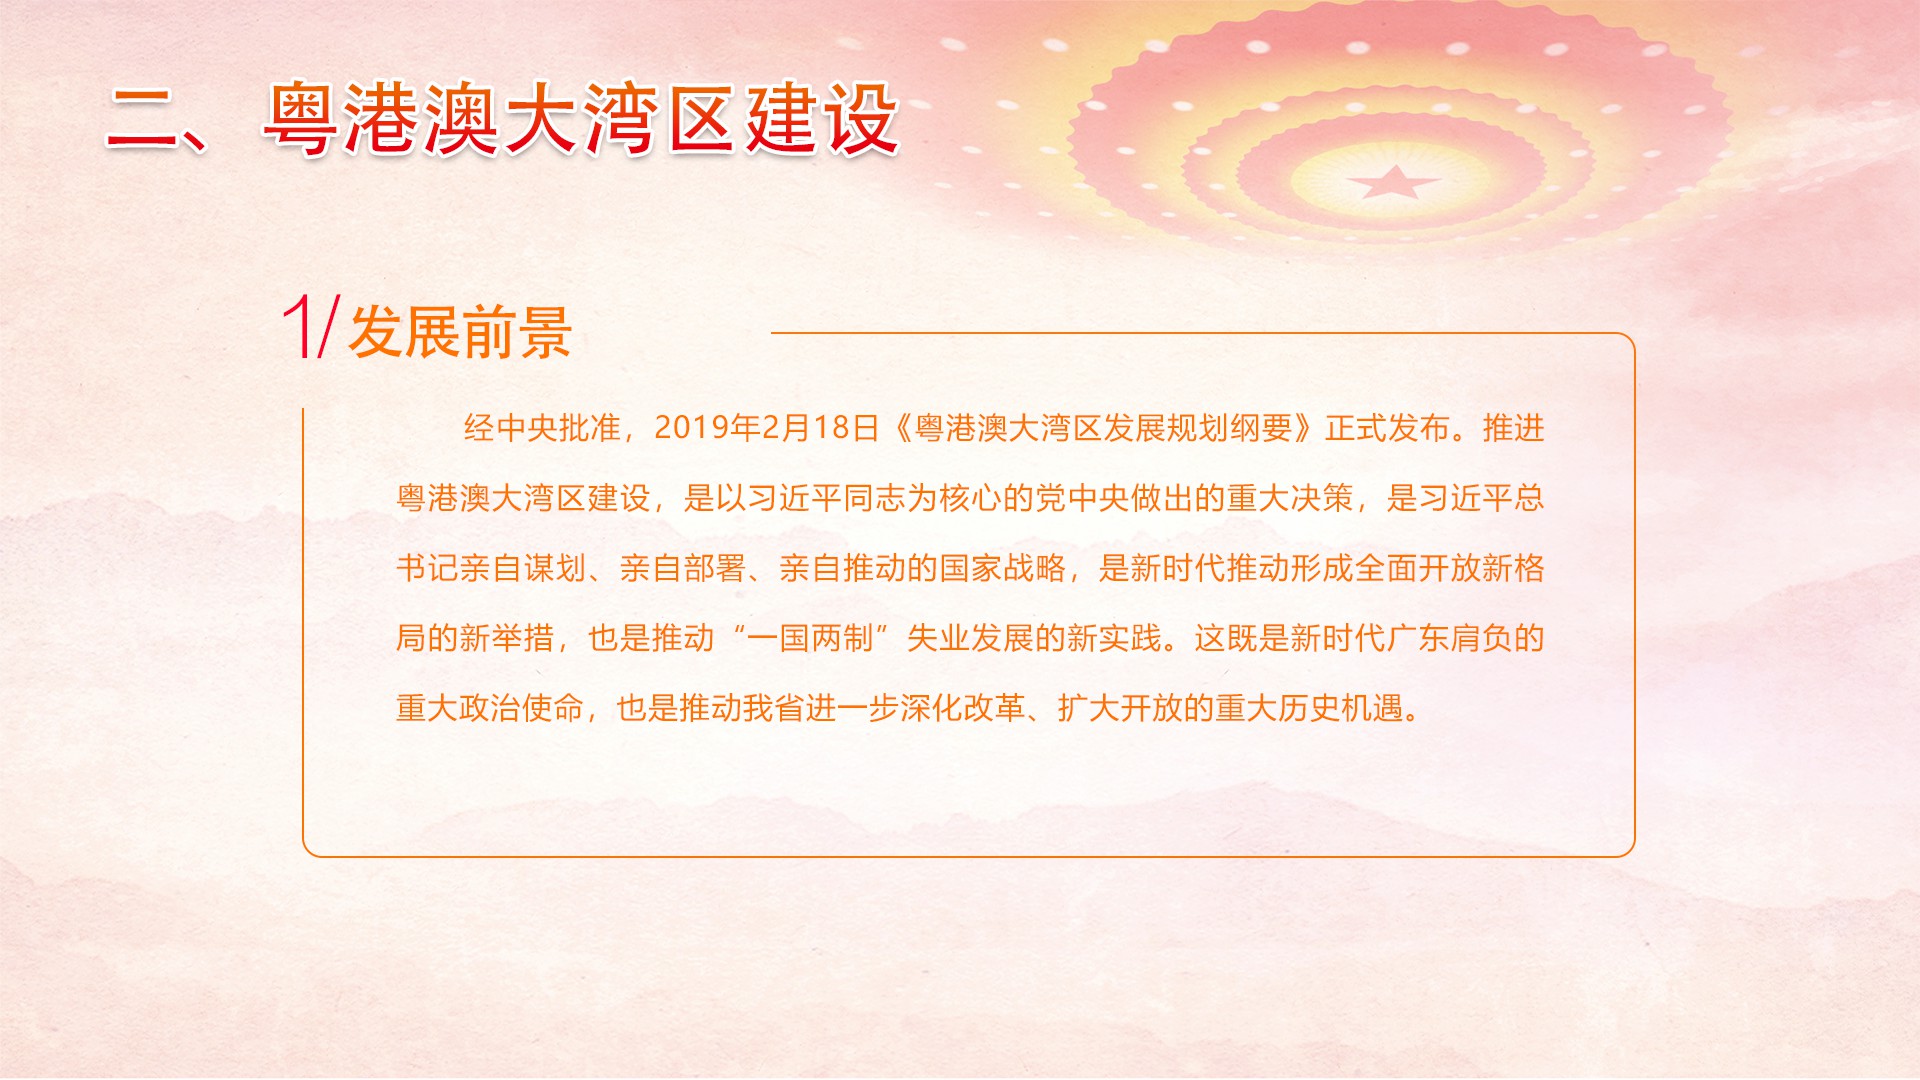 二、粤港澳大湾区建设
1/发展前景
经中央批准，2019年2月18日《粤港澳大湾区发展规划纲要》正式发布。推进
粤港澳大湾区建设，是以习近平同志为核心的党中央做出的重大决策，是习近平总
书记亲自谋划、亲自部署、亲自推动的国家战略，是新时代推动形成全面开放新格
局的新举措，也是推动“一国两制”失业发展的新实践。这既是新时代广东肩负的
重大政治使命，也是推动我省进一步深化改革、扩大开放的重大历史机遇。